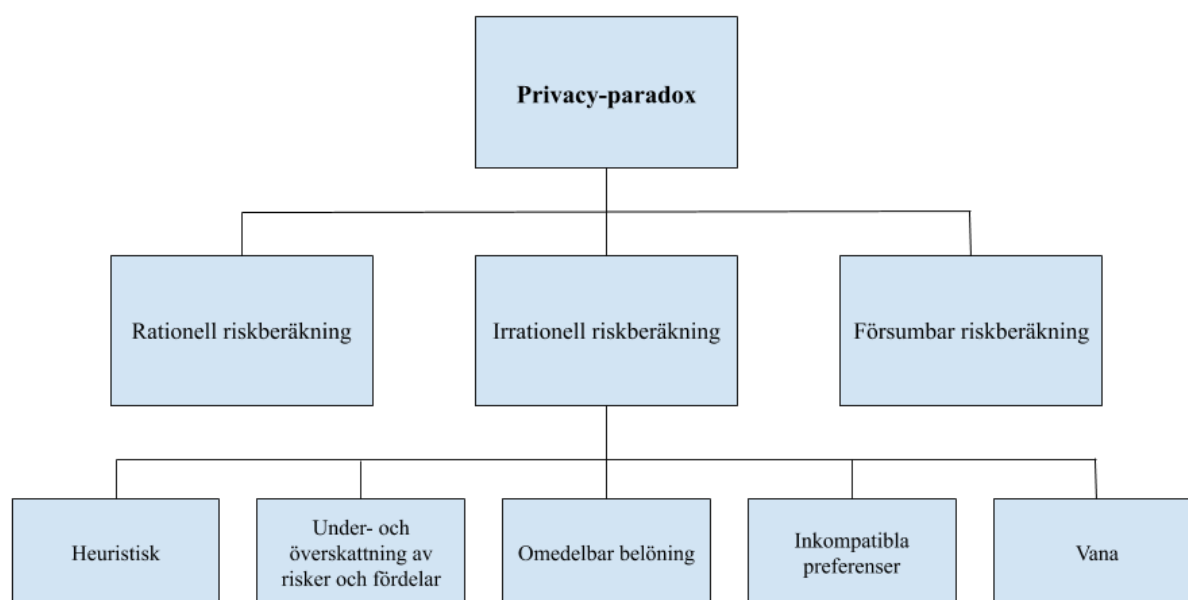 Privacy-paradox
Rationell riskberäkning
Irrationell riskberäkning
Försumbar riskberäkning
Heuristisk
Under- och
överskattning av
risker och fördelar
Omedelbar belöning
Inkompatibla
preferenser
Vana